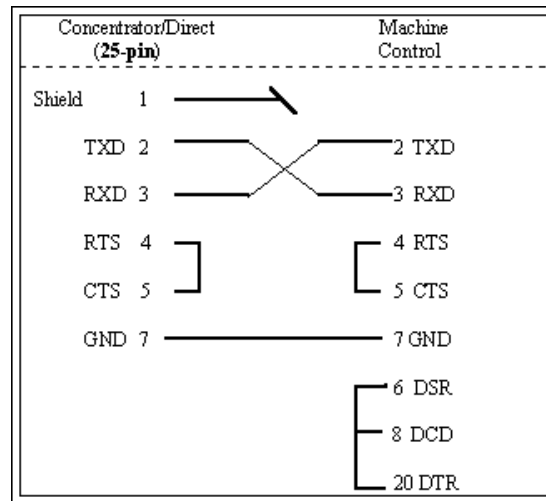 Concentrator/Direct Machine
(25-pin) Control
Shield 1
TXD 2 2 TXD
RXD 3 3 RXD
RTS 4 4 RTS
CTS 5 5 CTS
GND 7 7 GND
6 DSR
8 DCD
20 DTR